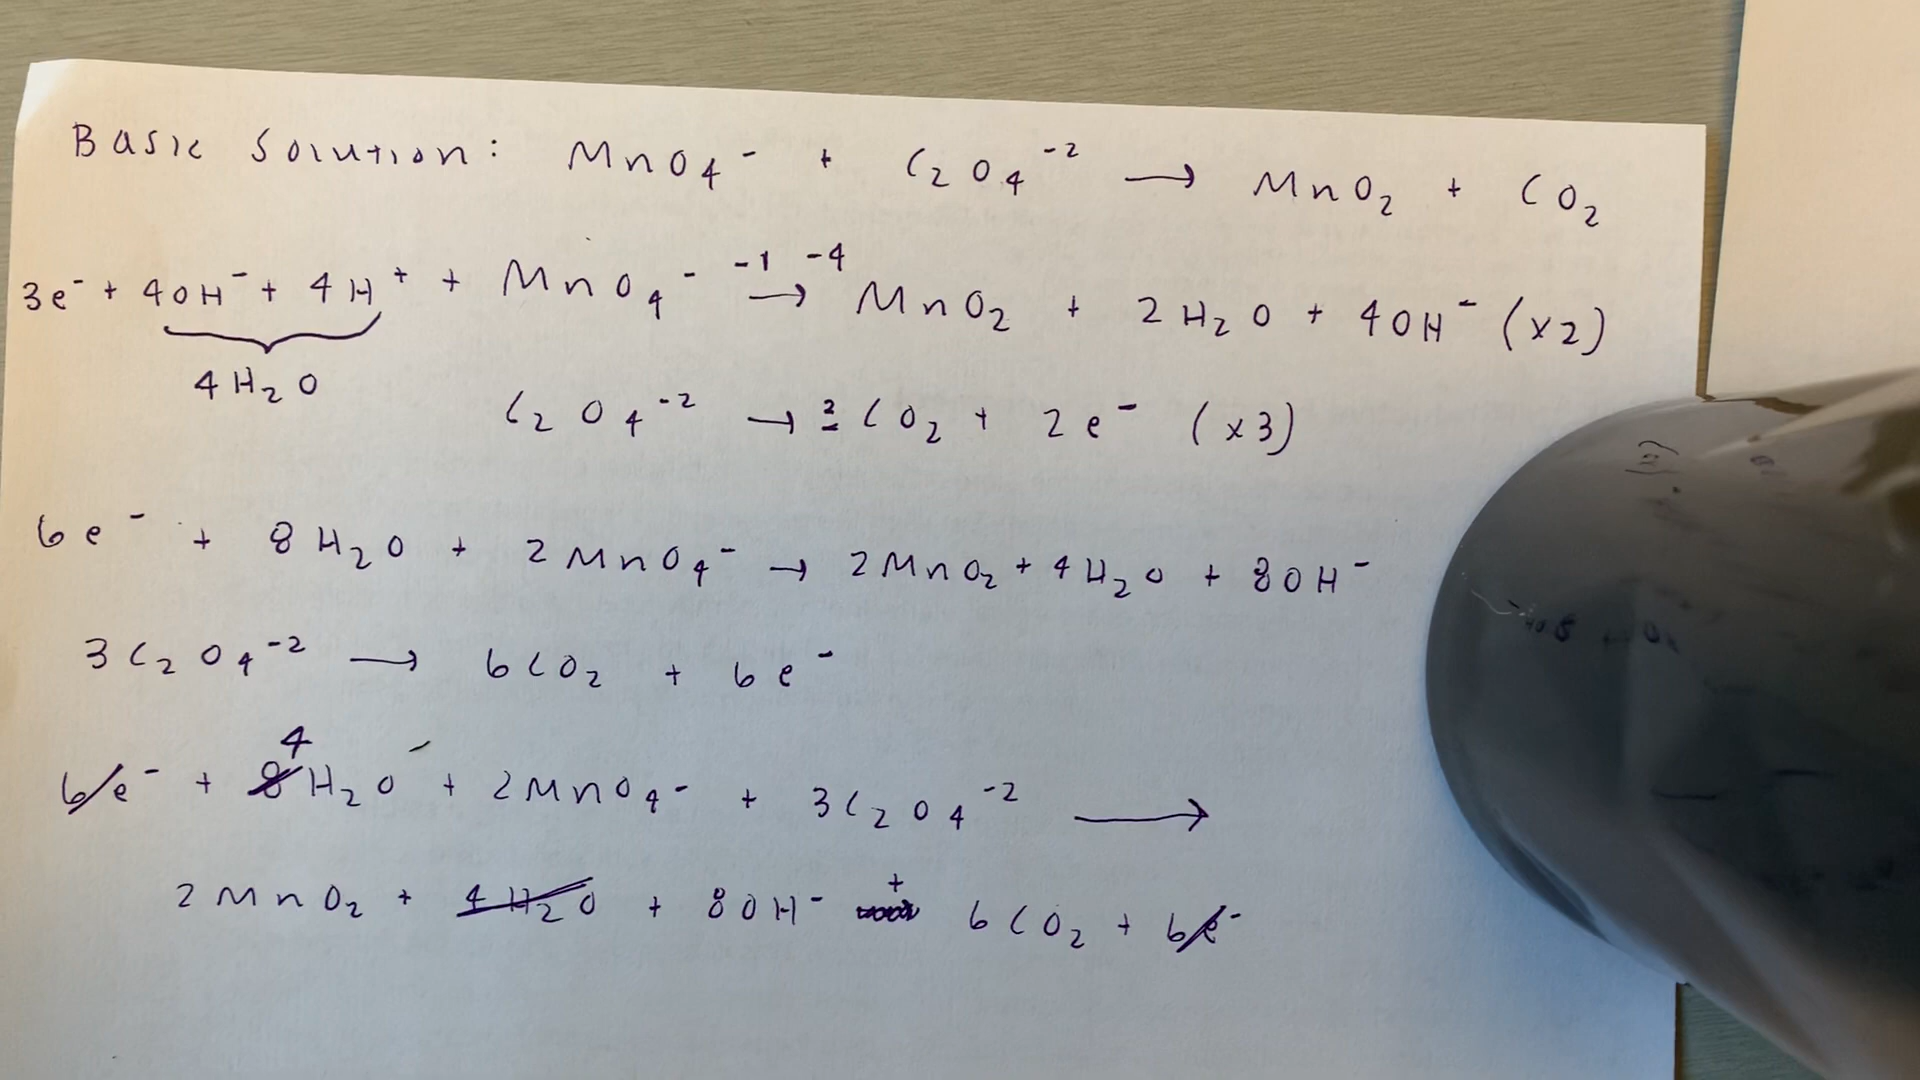 Basic Solution: MnO₄⁻ + C₂O₄⁻² → MnO₂ + CO₂
-1 -4
3e⁻ + 4OH⁻ + 4H⁺ + MnO₄⁻ → MnO₂ + 2H₂O + 4OH⁻ (x2)
4H₂O
C₂O₄⁻² → 2CO₂ + 2e⁻ (x3)
6e⁻ + 8H₂O + 2MnO₄⁻ → 2MnO₂ + 4H₂O + 8OH⁻
3C₂O₄⁻² → 6CO₂ + 6e⁻
4
6e⁻ + 8H₂O + 2MnO₄⁻ + 3C₂O₄⁻² →
2MnO₂ + 4H₂O + 8OH⁻ + 6CO₂ + 6e⁻